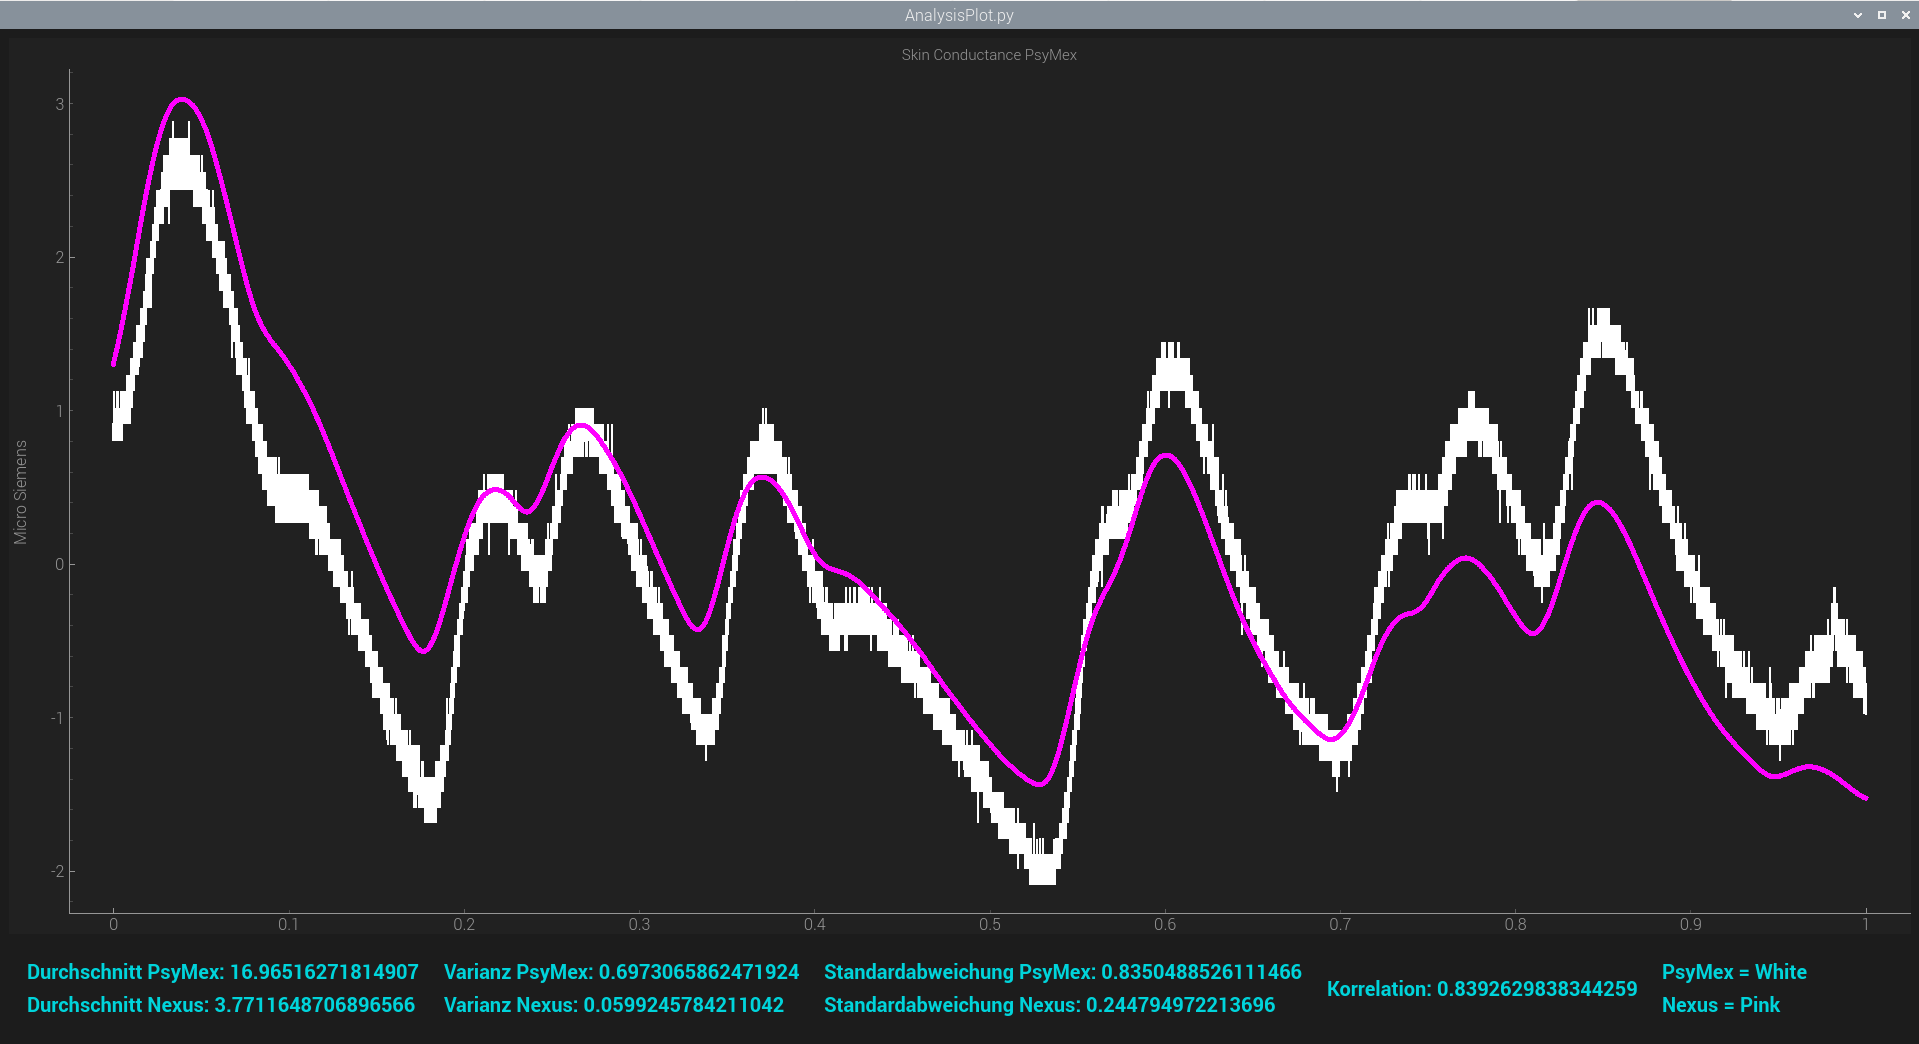 AnalysisPlot.py
Skin Conductance PsyMex
Micro Siemens
3
2
1
0
-1
-2
0 0.1 0.2 0.3 0.4 0.5 0.6 0.7 0.8 0.9 1
Durchschnitt PsyMex: 16.96516271814907 Varianz PsyMex: 0.6973065862471924 Standardabweichung PsyMex: 0.8350488526111466 PsyMex = White
Korrelation: 0.8392629838344259
Durchschnitt Nexus: 3.7711648706896566 Varianz Nexus: 0.0599245784211042 Standardabweichung Nexus: 0.244794972213696 Nexus = Pink